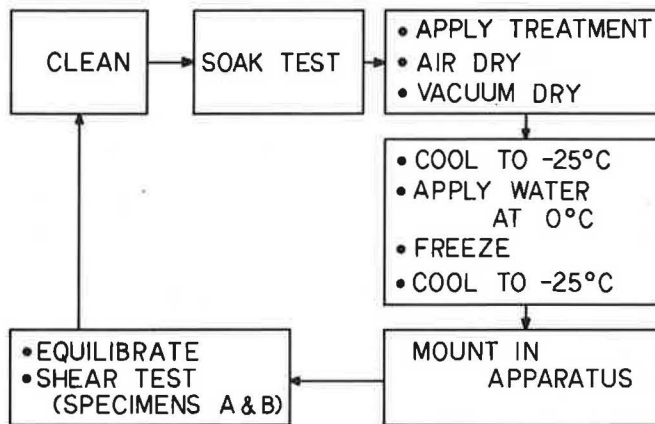 CLEAN
SOAK TEST
• APPLY TREATMENT
• AIR DRY
• VACUUM DRY
• COOL TO -25°C
• APPLY WATER
AT 0°C
• FREEZE
• COOL TO -25°C
MOUNT IN
APPARATUS
• EQUILIBRATE
• SHEAR TEST
(SPECIMENS A & B)